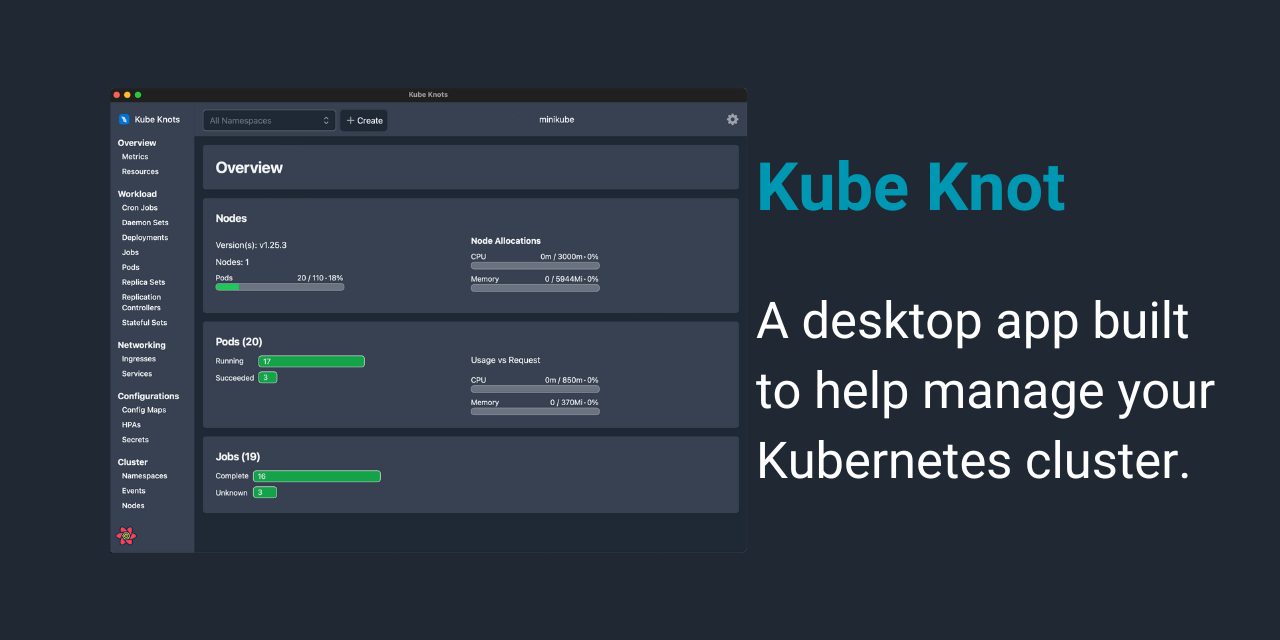 Kube Knots
Kube Knots
Overview
Metrics
Resources
Workload
Cron Jobs
Daemon Sets
Deployments
Jobs
Pods
Replica Sets
Replication
Controllers
Stateful Sets
Networking
Ingresses
Services
Configurations
Config Maps
HPAs
Secrets
Cluster
Namespaces
Events
Nodes
All Namespaces
+ Create
minikube
Overview
Nodes
Version(s): v1.25.3
Nodes: 1
Pods 20 / 110 - 18%
Node Allocations
CPU 0m / 3000m - 0%
Memory 0 / 5944Mi - 0%
Pods (20)
Running 17
Succeeded 3
Usage vs Request
CPU 0m / 850m - 0%
Memory 0 / 370Mi - 0%
Jobs (19)
Complete 16
Unknown 3
Kube Knot
A desktop app built
to help manage your
Kubernetes cluster.